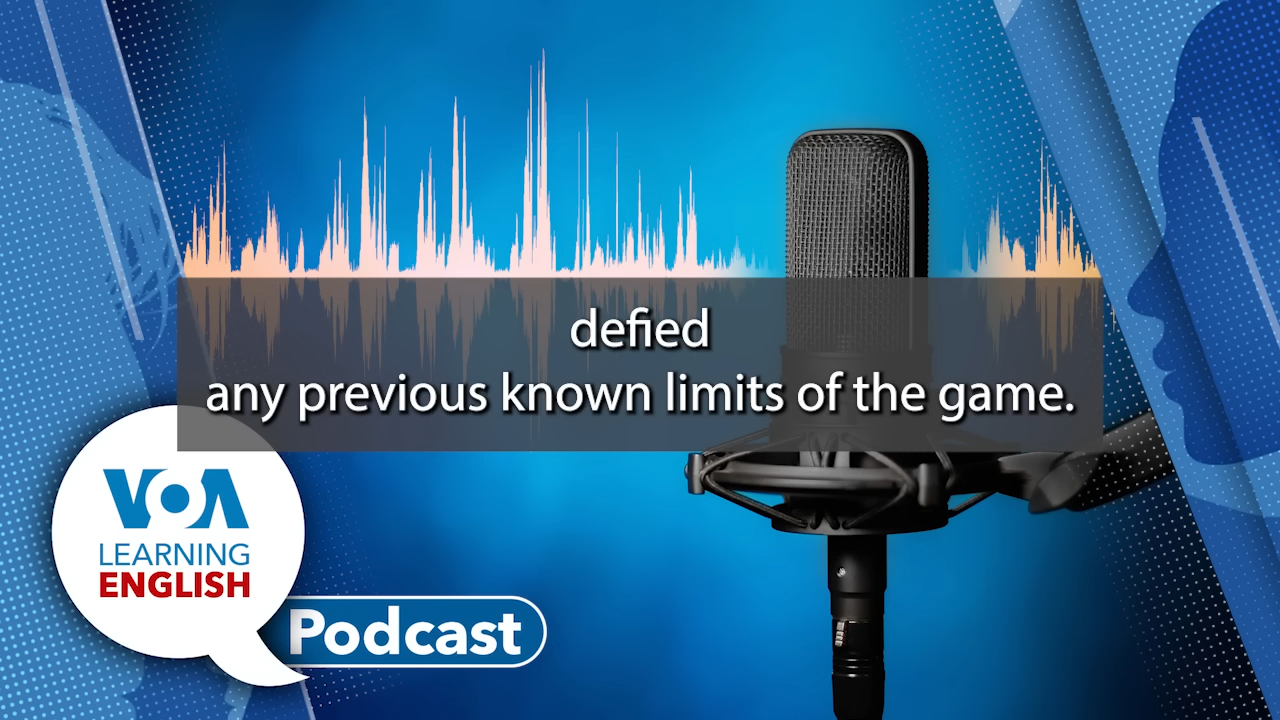 defied
any previous known limits of the game.
VOA
LEARNING
ENGLISH
Podcast